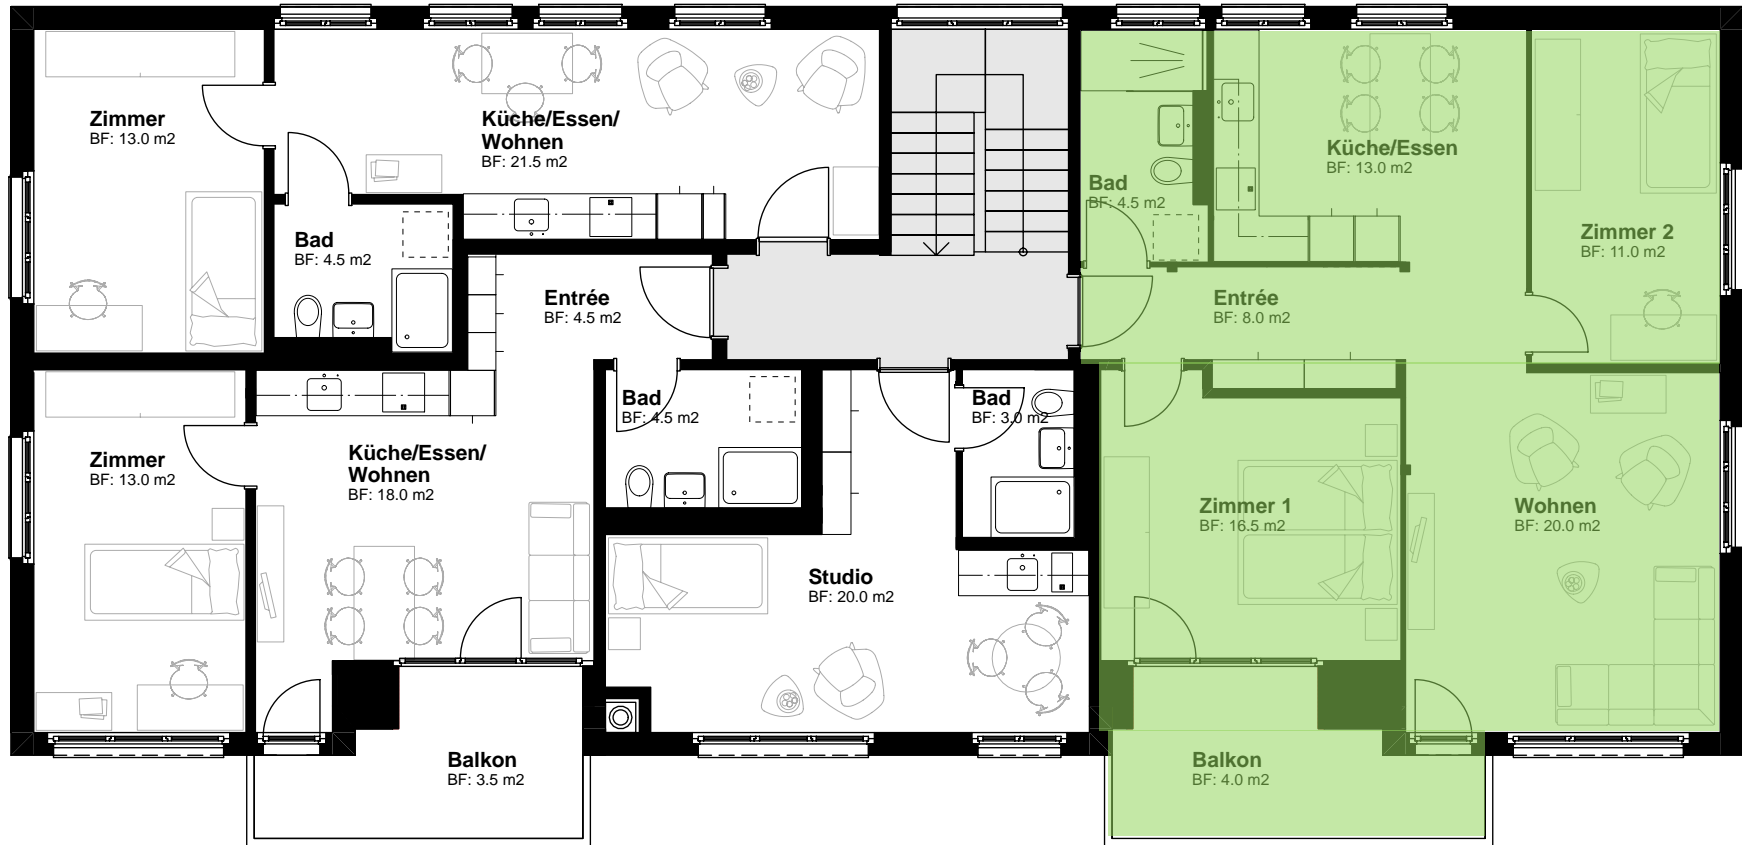 Zimmer
BF: 13.0 m2
Küche/Essen/
Wohnen
BF: 21.5 m2
Bad
BF: 4.5 m2
Entrée
BF: 4.5 m2
Bad
BF: 4.5 m2
Küche/Essen
BF: 13.0 m2
Zimmer 2
BF: 11.0 m2
Entrée
BF: 8.0 m2
Zimmer
BF: 13.0 m2
Küche/Essen/
Wohnen
BF: 18.0 m2
Bad
BF: 4.5 m2
Bad
BF: 3.0 m2
Studio
BF: 20.0 m2
Zimmer 1
BF: 16.5 m2
Wohnen
BF: 20.0 m2
Balkon
BF: 3.5 m2
Balkon
BF: 4.0 m2